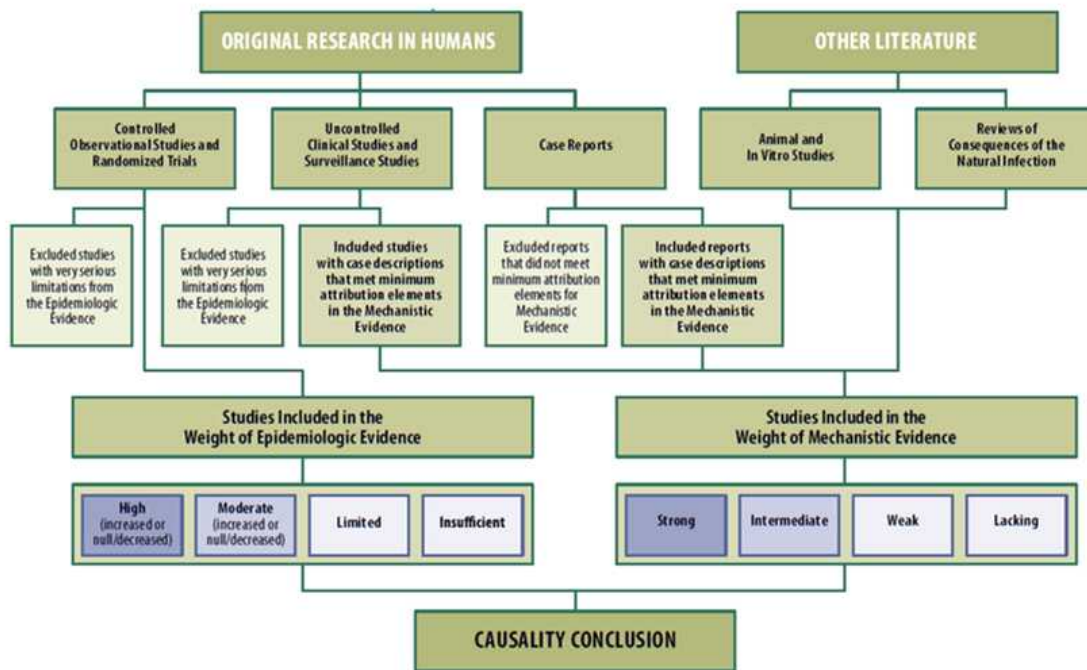 ORIGINAL RESEARCH IN HUMANS
OTHER LITERATURE
Controlled
Observational Studies and
Randomized Trials
Uncontrolled
Clinical Studies and
Surveillance Studies
Case Reports
Animal and
In Vitro Studies
Reviews of
Consequences of the
Natural Infection
Excluded studies
with very serious
limitations from
the Epidemiologic
Evidence
Excluded studies
with very serious
limitations from
the Epidemiologic
Evidence
Included studies
with case descriptions
that met minimum
attribution elements
in the Mechanistic
Evidence
Excluded reports
that did not meet
minimum attribution
elements for
Mechanistic
Evidence
Included reports
with case descriptions
that met minimum
attribution elements
in the Mechanistic
Evidence
Studies Included in the
Weight of Epidemiologic Evidence
Studies Included in the
Weight of Mechanistic Evidence
High
(increased or
null/decreased)
Moderate
(increased or
null/decreased)
Limited
Insufficient
Strong
Intermediate
Weak
Lacking
CAUSALITY CONCLUSION